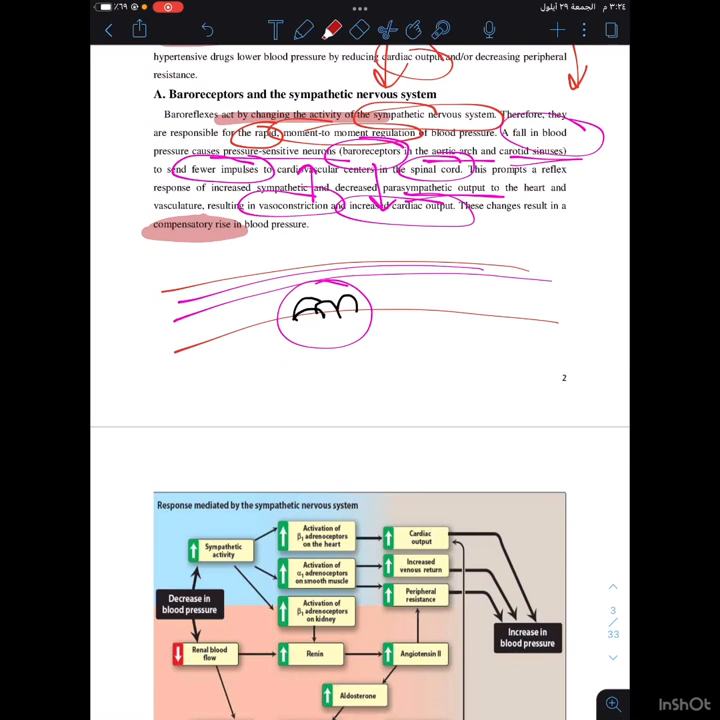 ٪٦٩
٣:٢٤ م الجمعة ٢٩ أيلول
hypertensive drugs lower blood pressure by reducing cardiac output and/or decreasing peripheral
resistance.
A. Baroreceptors and the sympathetic nervous system
Baroreflexes act by changing the activity of the sympathetic nervous system. Therefore, they
are responsible for the rapid, moment-to moment regulation of blood pressure. A fall in blood
pressure causes pressure-sensitive neurons (baroreceptors in the aortic arch and carotid sinuses)
to send fewer impulses to cardiovascular centers in the spinal cord. This prompts a reflex
response of increased sympathetic and decreased parasympathetic output to the heart and
vasculature, resulting in vasoconstriction and increased cardiac output. These changes result in a
compensatory rise in blood pressure.
2
Response mediated by the sympathetic nervous system
Sympathetic
activity
Activation of
β1 adrenoceptors
on the heart
Cardiac
output
Activation of
α1 adrenoceptors
on smooth muscle
Increased
venous return
Decrease in
blood pressure
Activation of
β1 adrenoceptors
on kidney
Peripheral
resistance
Increase in
blood pressure
Renal blood
flow
Renin
Angiotensin II
Aldosterone
3
/
33
InShOt